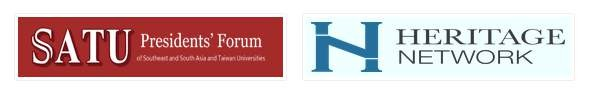 SATU Presidents' Forum
of Southeast and South Asia and Taiwan Universities
HERITAGE
NETWORK